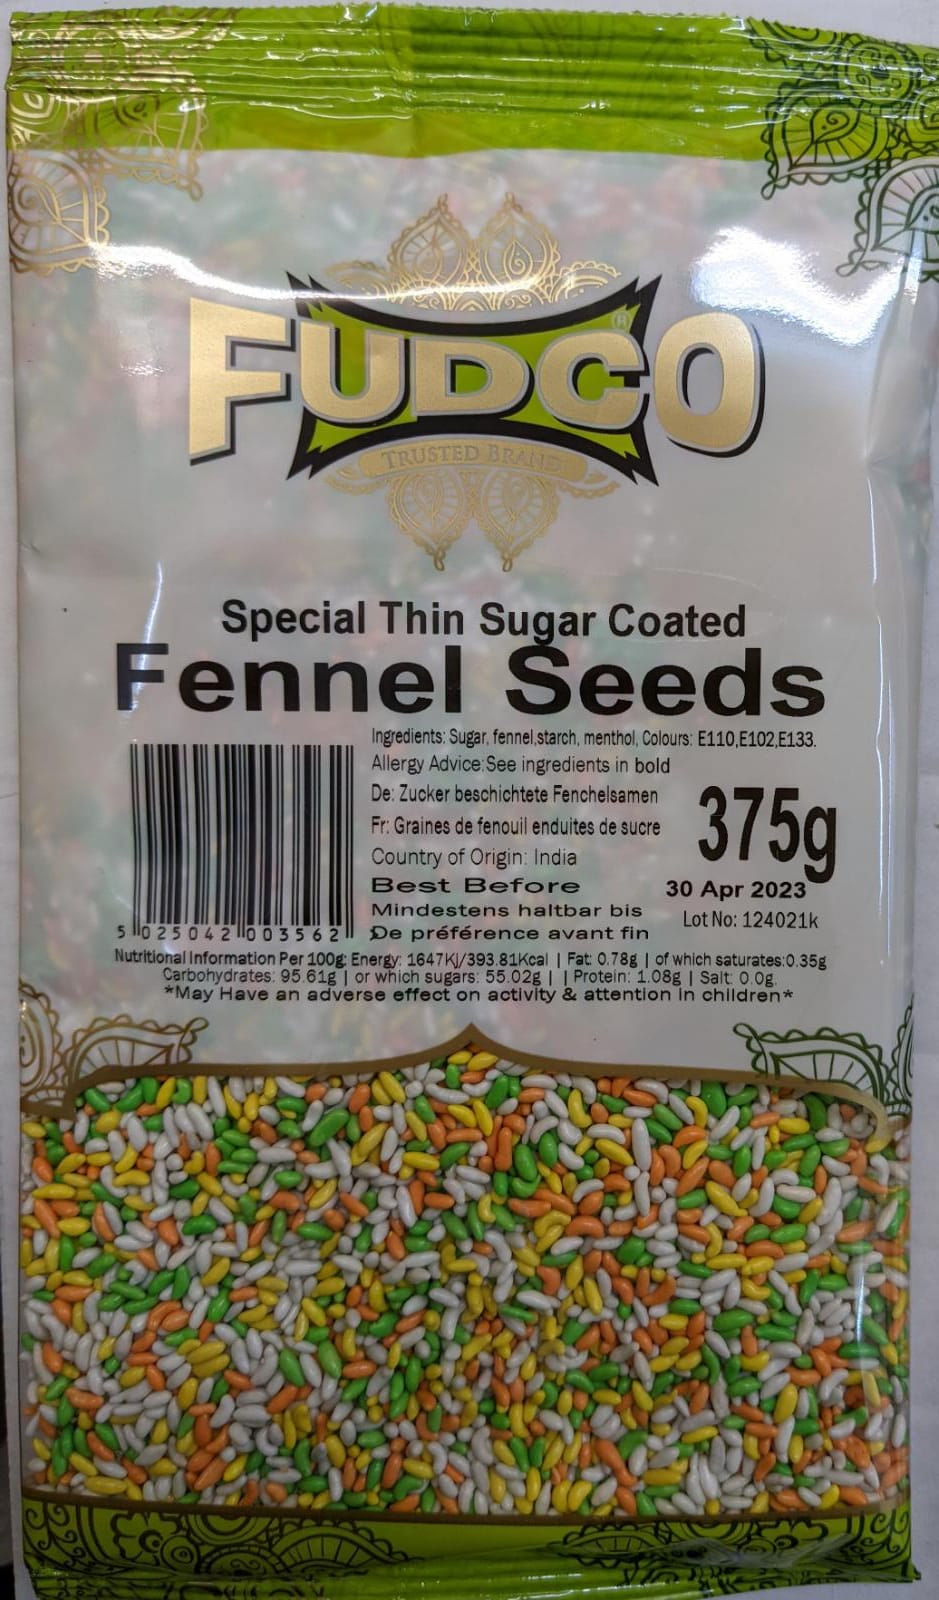 FUDCO®
TRUSTED BRAND
Special Thin Sugar Coated
Fennel Seeds
Ingredients: Sugar, fennel,starch, menthol, Colours: E110,E102,E133.
Allergy Advice:See ingredients in bold
De: Zucker beschichtete Fenchelsamen
Fr: Graines de fenouil enduites de sucre
375g
Country of Origin: India
Best Before 30 Apr 2023
Mindestens haltbar bis Lot No: 124021k
De préférence avant fin
5 025042 003562 >
Nutritional Information Per 100g: Energy: 1647Kj/393.81Kcal | Fat: 0.78g | of which saturates:0.35g
Carbohydrates: 95.61g | or which sugars: 55.02g | | Protein: 1.08g | Salt: 0.0g.
*May Have an adverse effect on activity & attention in children*